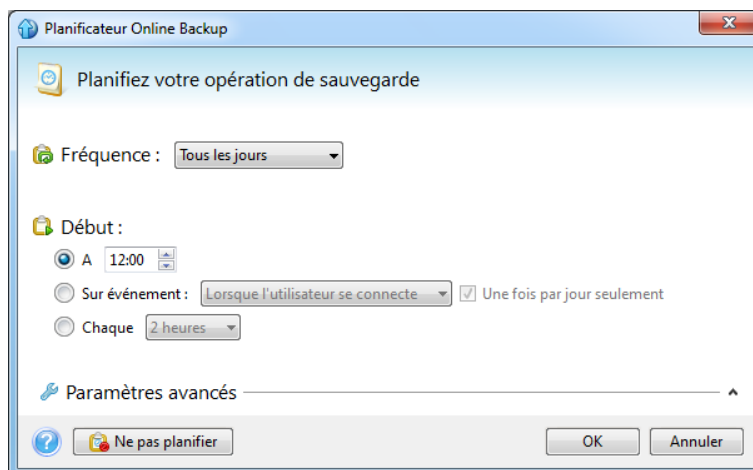 Planificateur Online Backup
Planifiez votre opération de sauvegarde
Fréquence : Tous les jours
Début :
A 12:00
Sur événement : Lorsque l'utilisateur se connecte Une fois par jour seulement
Chaque 2 heures
Paramètres avancés
Ne pas planifier OK Annuler